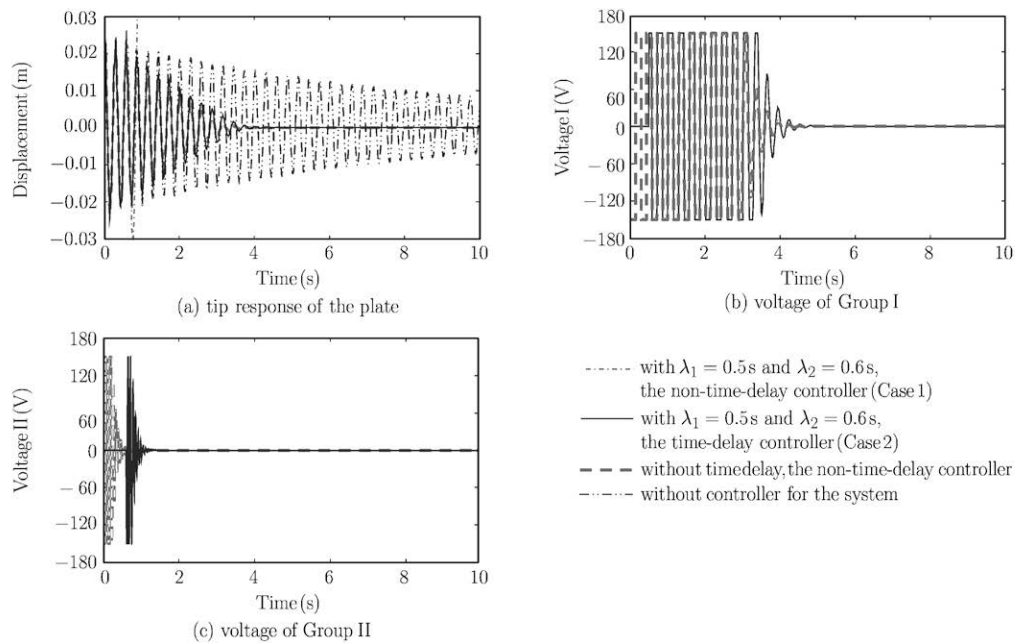 0.03
0.02
0.01
0.00
−0.01
−0.02
−0.03
Displacement (m)
0 2 4 6 8 10
Time (s)
(a) tip response of the plate
180
120
60
0
−60
−120
−180
Voltage I (V)
0 2 4 6 8 10
Time (s)
(b) voltage of Group I
180
120
60
0
−60
−120
−180
Voltage II (V)
0 2 4 6 8 10
Time (s)
(c) voltage of Group II
with λ₁ = 0.5 s and λ₂ = 0.6 s,
the non-time-delay controller (Case 1)
with λ₁ = 0.5 s and λ₂ = 0.6 s,
the time-delay controller (Case 2)
without timedelay, the non-time-delay controller
without controller for the system